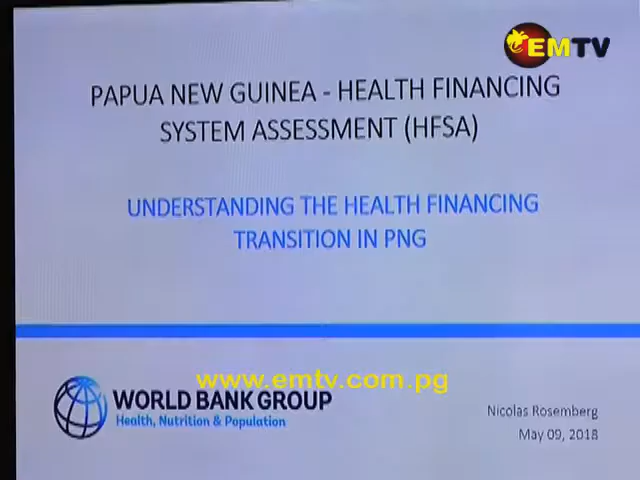 EMTV
PAPUA NEW GUINEA - HEALTH FINANCING
SYSTEM ASSESSMENT (HFSA)
UNDERSTANDING THE HEALTH FINANCING
TRANSITION IN PNG
www.emtv.com.pg
WORLD BANK GROUP
Health, Nutrition & Population
Nicolas Rosemberg
May 09, 2018